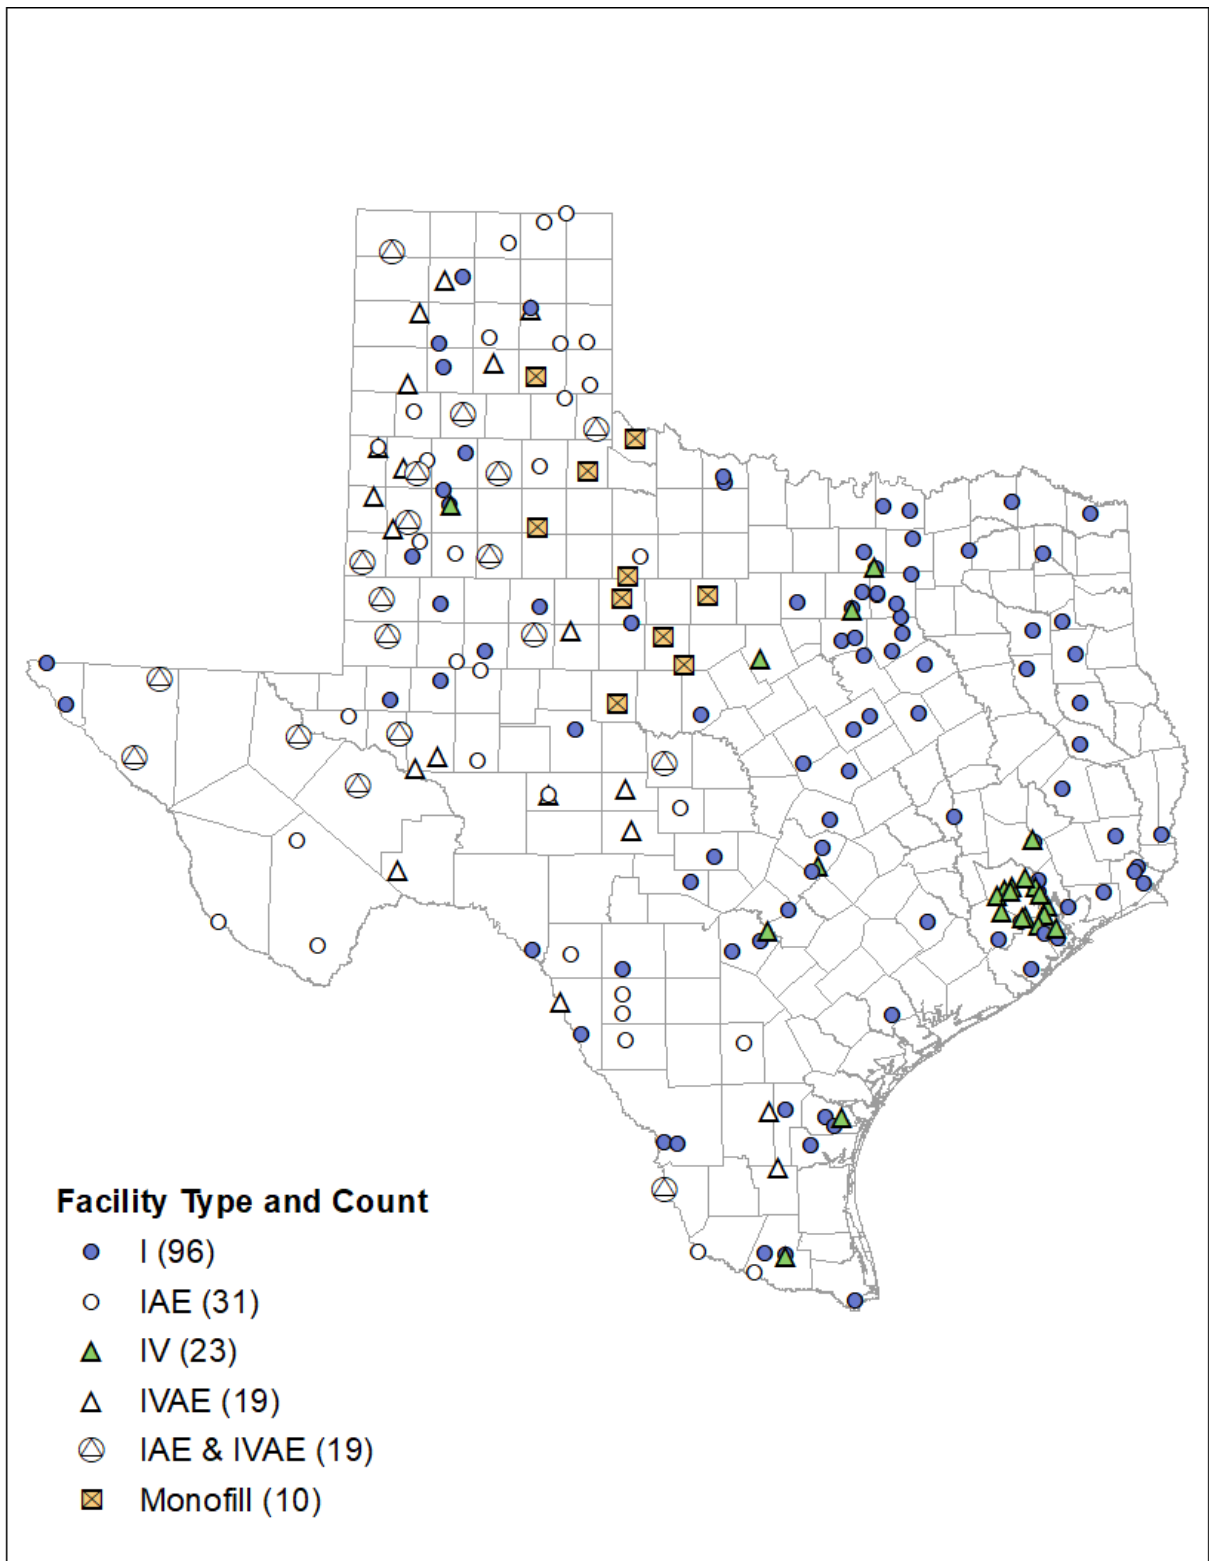 Facility Type and Count
I (96)
IAE (31)
IV (23)
IVAE (19)
IAE & IVAE (19)
Monofill (10)